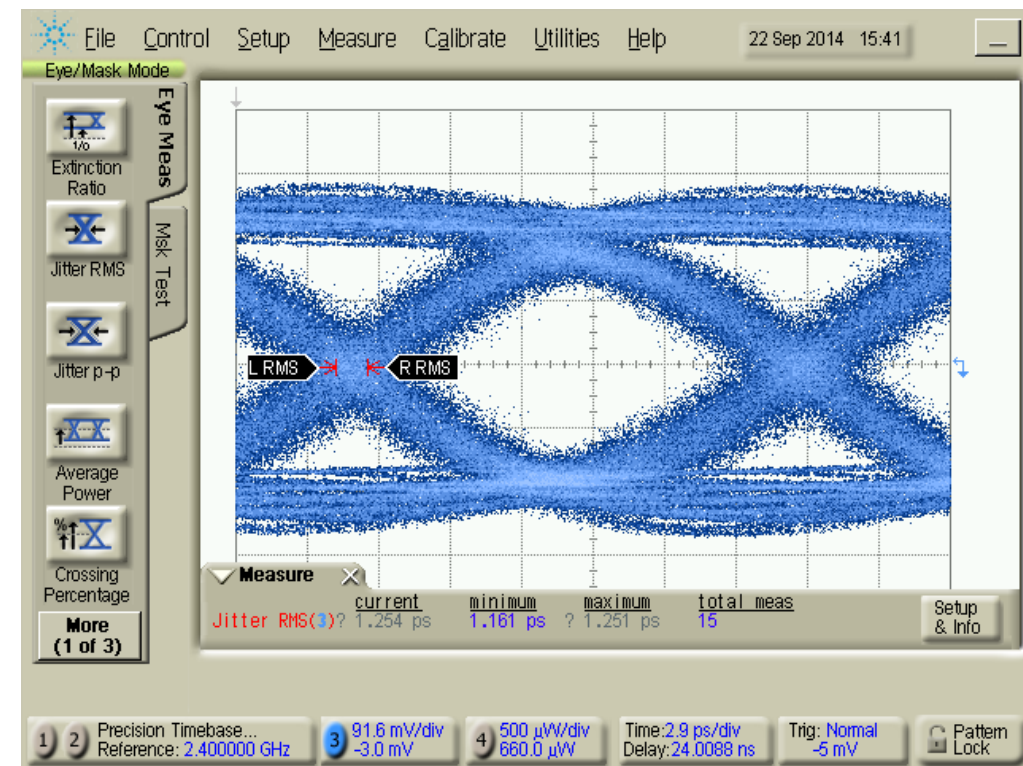 File Control Setup Measure Calibrate Utilities Help 22 Sep 2014 15:41
Eye/Mask Mode
Eye Meas
Msk Test
1/0
Extinction
Ratio
Jitter RMS
Jitter p-p
Average
Power
%
Crossing
Percentage
More
(1 of 3)
L RMS R RMS
Measure
current minimum maximum total meas
Jitter RMS(3)? 1.254 ps 1.161 ps ? 1.251 ps 15
Setup
& Info
1 2 Precision Timebase...
Reference: 2.400000 GHz
3 91.6 mV/div
-3.0 mV
4 500 µW/div
660.0 µW
Time:2.9 ps/div
Delay:24.0088 ns
Trig: Normal
-5 mV
Pattern
Lock